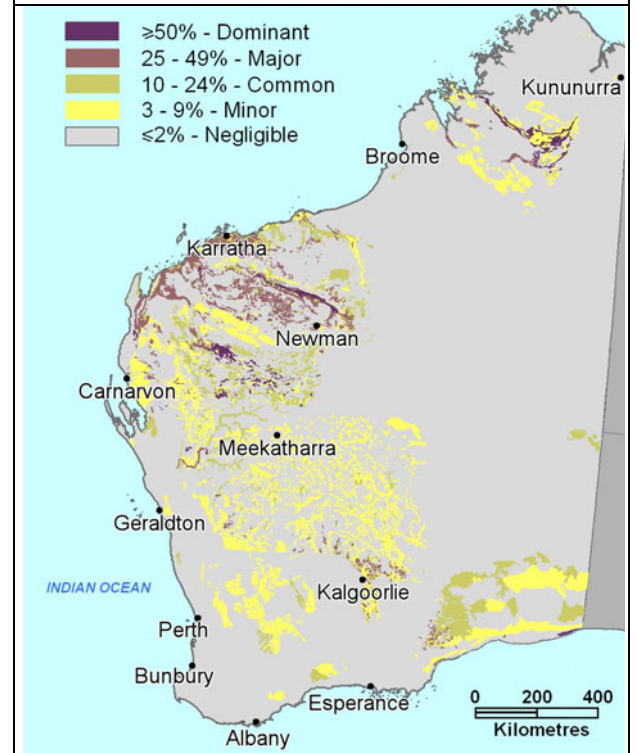 ≥50% - Dominant
25 - 49% - Major
10 - 24% - Common
3 - 9% - Minor
≤2% - Negligible
Kununurra
Broome
Karratha
Newman
Carnarvon
Meekatharra
Geraldton
INDIAN OCEAN
Kalgoorlie
Perth
Bunbury
Esperance
Albany
0 200 400
Kilometres